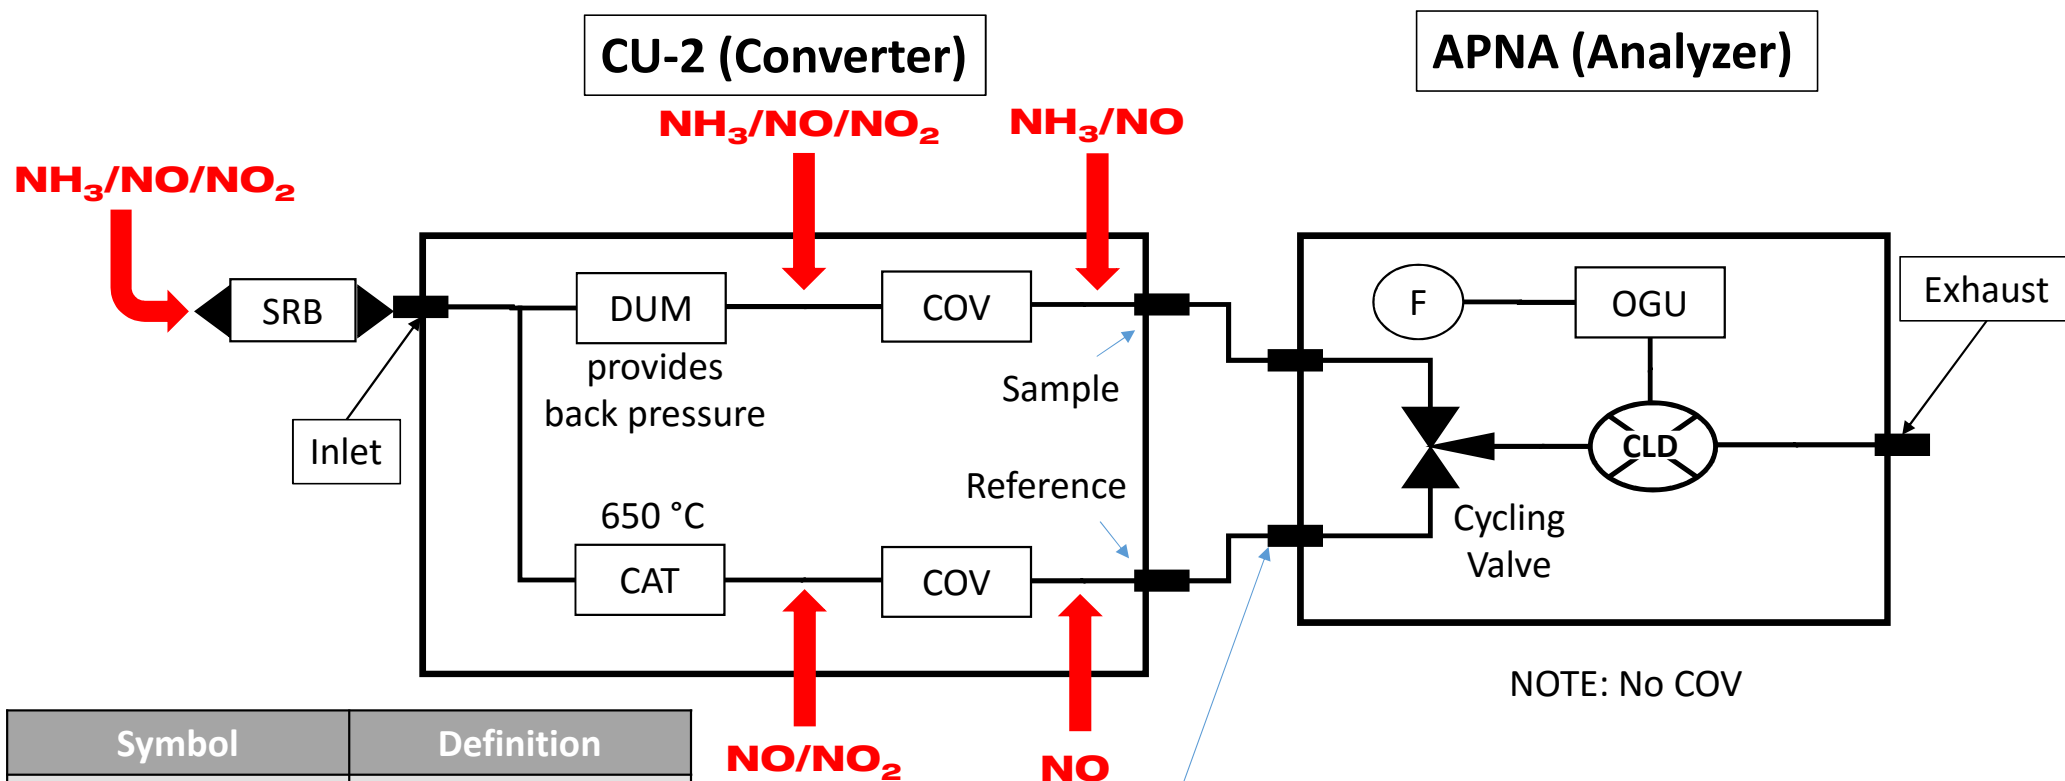 CU-2 (Converter)
APNA (Analyzer)
NH₃/NO/NO₂
NH₃/NO
NH₃/NO/NO₂
SRB
DUM
COV
F
OGU
Exhaust
provides
back pressure
Sample
Inlet
CLD
Reference
650 °C
Cycling
Valve
CAT
COV
NOTE: No COV
Symbol
Definition
NO/NO₂
NO